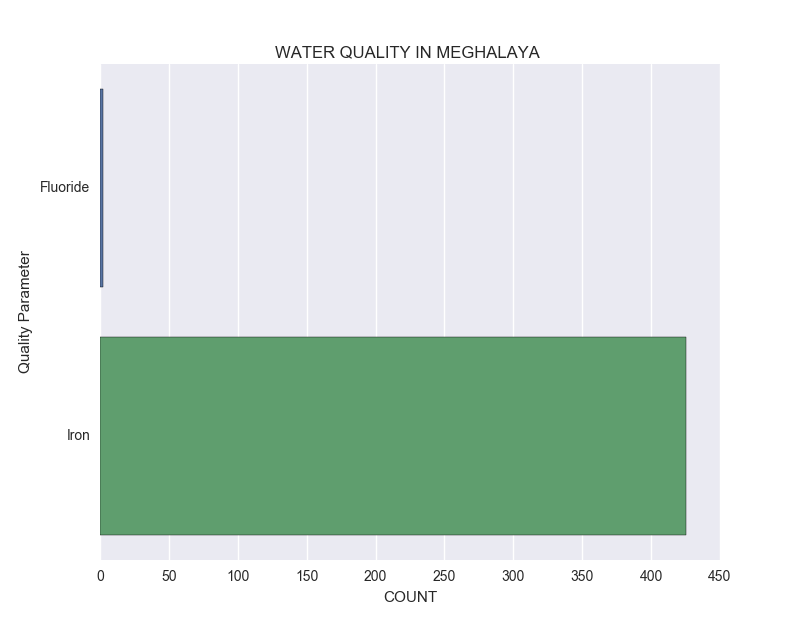 WATER QUALITY IN MEGHALAYA
Fluoride
Quality Parameter
Iron
0 50 100 150 200 250 300 350 400 450
COUNT